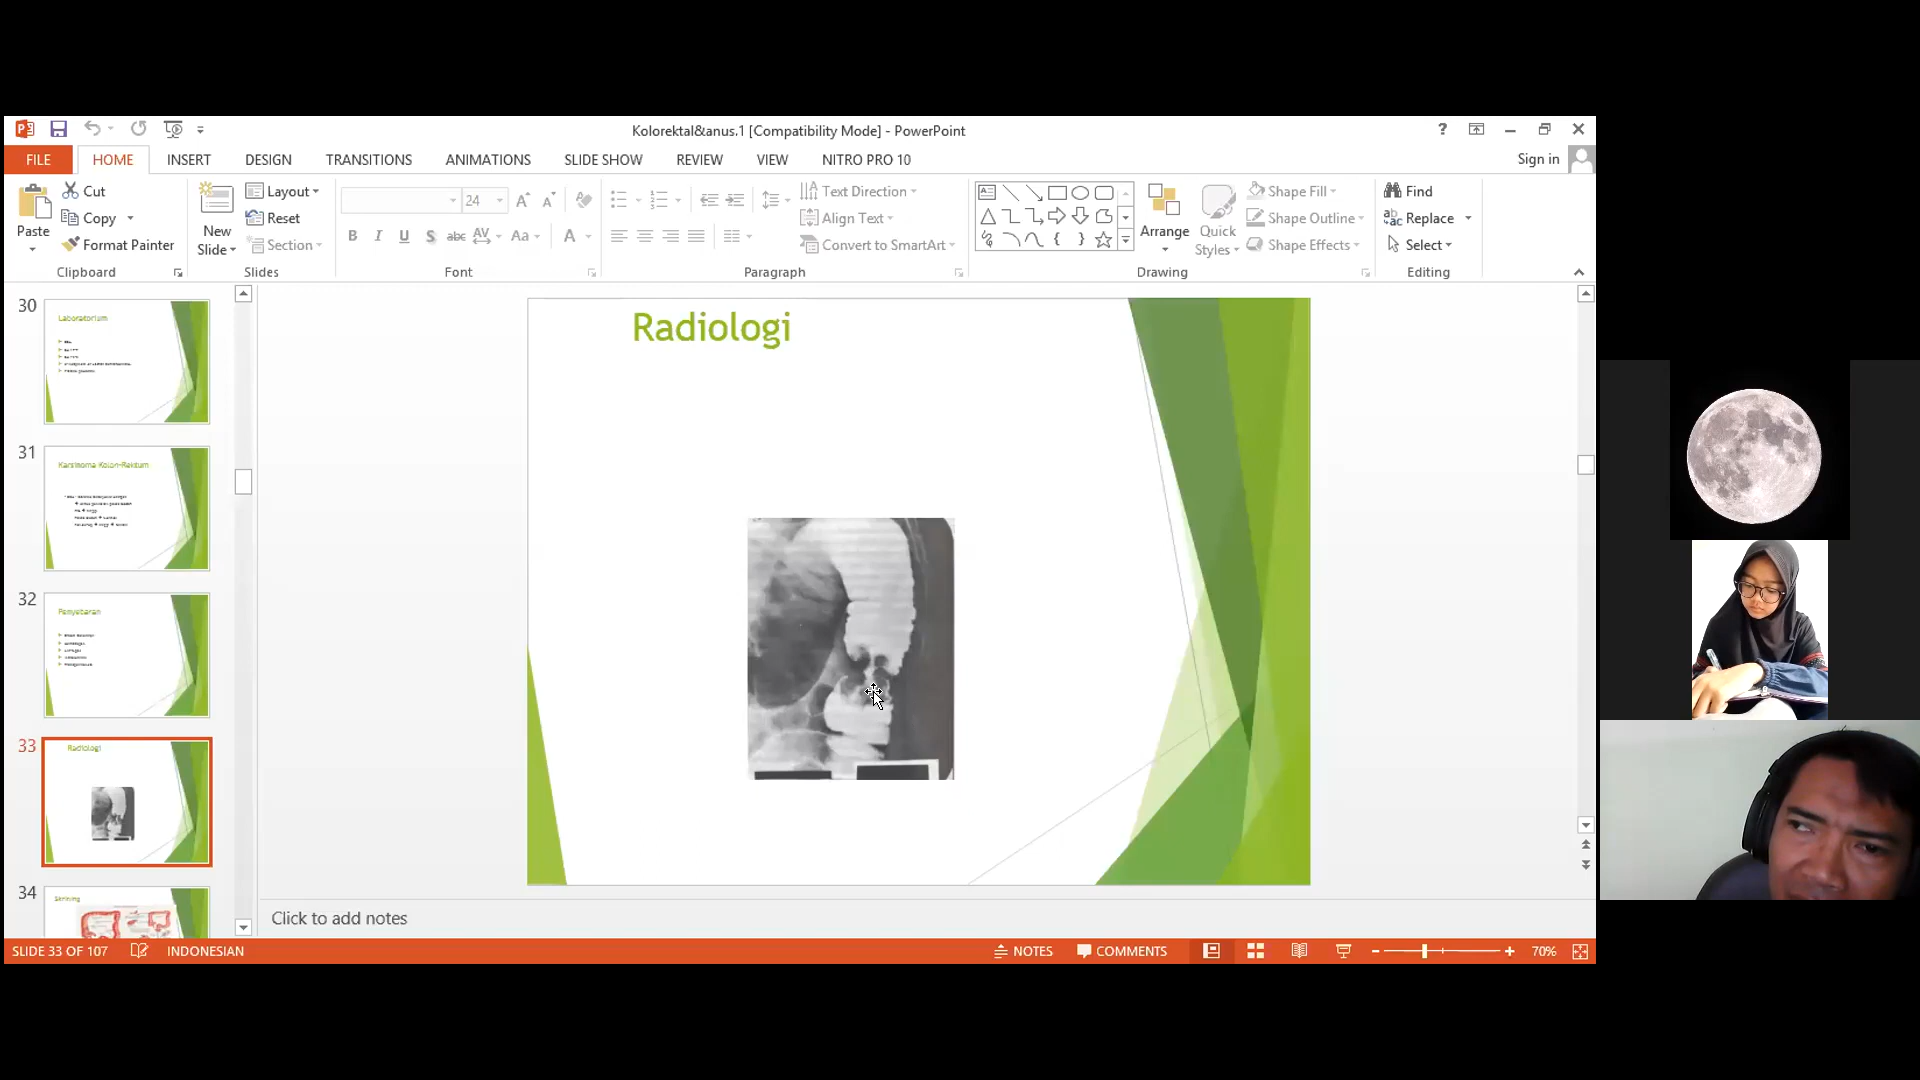 Kolorektal&anus.1 [Compatibility Mode] - PowerPoint
FILE
HOME
INSERT
DESIGN
TRANSITIONS
ANIMATIONS
SLIDE SHOW
REVIEW
VIEW
NITRO PRO 10
Sign in
Paste
Cut
Copy
Format Painter
Clipboard
New
Slide
Layout
Reset
Section
Slides
24
Font
Text Direction
Align Text
Convert to SmartArt
Paragraph
Arrange
Quick
Styles
Shape Fill
Shape Outline
Shape Effects
Drawing
Find
Replace
Select
Editing
30
Laboratorium
31
Karsinoma Kolon-Rektum
32
Penyebaran
33
Radiologi
34
Skrining
Radiologi
Click to add notes
SLIDE 33 OF 107
INDONESIAN
NOTES
COMMENTS
70%